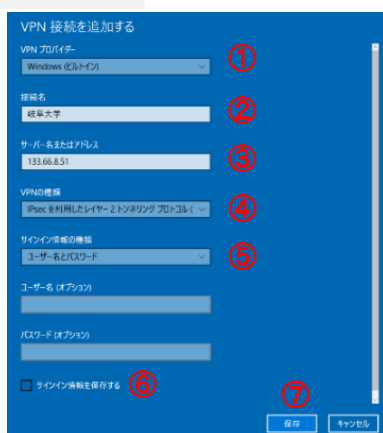 VPN 接続を追加する
VPN プロバイダー
Windows (ビルトイン)
①
接続名
岐阜大学
②
サーバー名またはアドレス
133.66.8.51
③
VPNの種類
IPsec を利用したレイヤー 2 トンネリング プロトコル (
④
サインイン情報の種類
ユーザー名とパスワード
⑤
ユーザー名 (オプション)
パスワード (オプション)
サインイン情報を保存する
⑥
⑦
保存
キャンセル